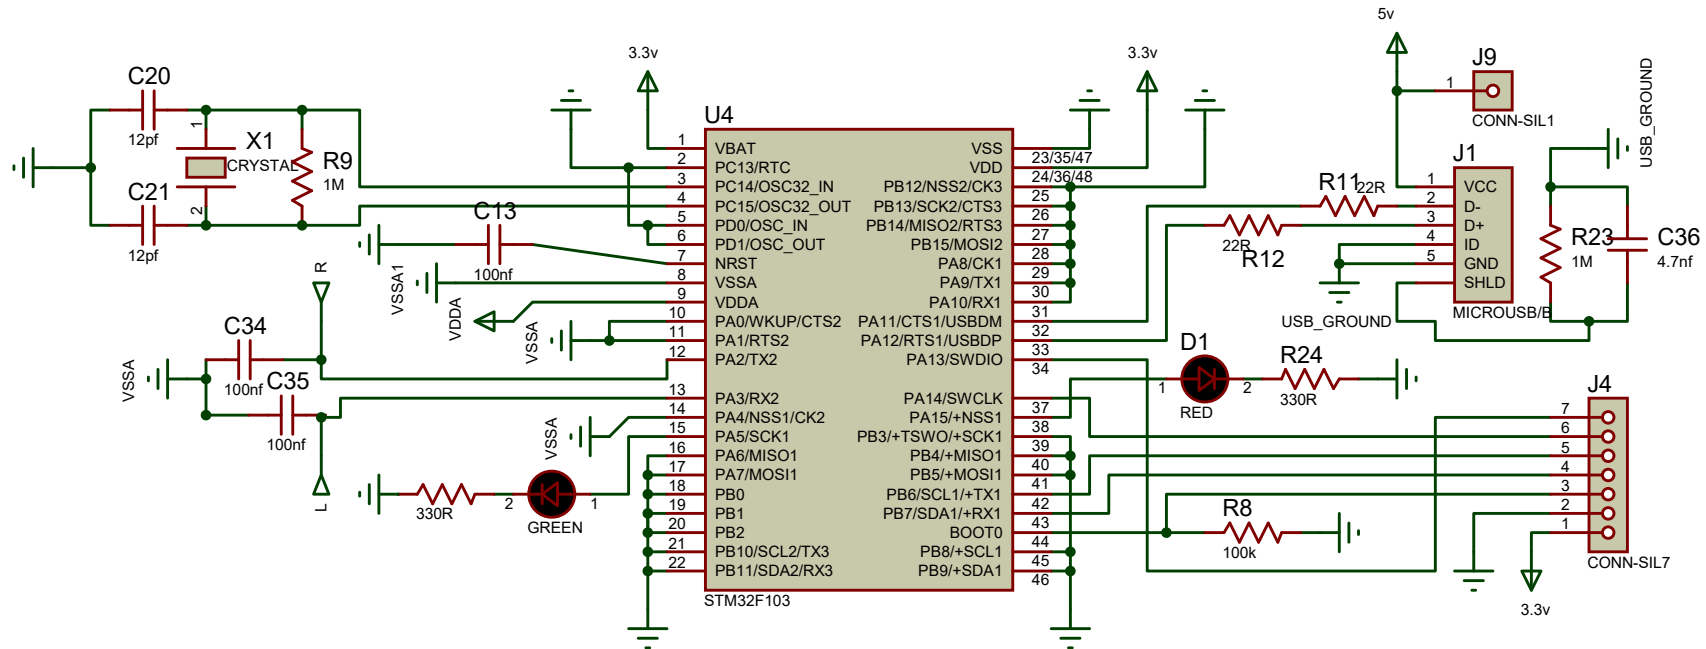 5v
3.3v
3.3v
J9
1
CONN-SIL1
USB_GROUND
C20
12pf
1
X1
CRYSTAL
2
R9
1M
C21
12pf
C13
100nf
VSSA1
R
VDDA
VSSA
C34
100nf
C35
100nf
VSSA
L
VSSA
330R
2
1
GREEN
U4
1 VBAT
2 PC13/RTC
3 PC14/OSC32_IN
4 PC15/OSC32_OUT
5 PD0/OSC_IN
6 PD1/OSC_OUT
7 NRST
8 VSSA
9 VDDA
10 PA0/WKUP/CTS2
11 PA1/RTS2
12 PA2/TX2
13 PA3/RX2
14 PA4/NSS1/CK2
15 PA5/SCK1
16 PA6/MISO1
17 PA7/MOSI1
18 PB0
19 PB1
20 PB2
21 PB10/SCL2/TX3
22 PB11/SDA2/RX3
STM32F103
VSS 23/35/47
VDD 24/36/48
PB12/NSS2/CK3 25
PB13/SCK2/CTS3 26
PB14/MISO2/RTS3 27
PB15/MOSI2 28
PA8/CK1 29
PA9/TX1 30
PA10/RX1 31
PA11/CTS1/USBDM 32
PA12/RTS1/USBDP 33
PA13/SWDIO 34
PA14/SWCLK 37
PA15/+NSS1 38
PB3/+TSWO/+SCK1 39
PB4/+MISO1 40
PB5/+MOSI1 41
PB6/SCL1/+TX1 42
PB7/SDA1/+RX1 43
BOOT0 44
PB8/+SCL1 45
PB9/+SDA1 46
R11
22R
22R
R12
J1
1 VCC
2 D-
3 D+
4 ID
5 GND
SHLD
MICROUSB/B
USB_GROUND
R23
1M
C36
4.7nf
D1
1
2
RED
R24
330R
R8
100k
J4
7
6
5
4
3
2
1
CONN-SIL7
3.3v